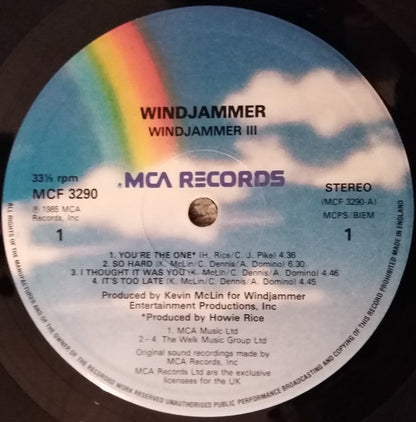 WINDJAMMER
WINDJAMMER III
33⅓ rpm
MCF 3290
℗ 1985 MCA
Records, Inc
1
MCA RECORDS
STEREO
(MCF 3290-A)
MCPS/BIEM
1
1. YOU'RE THE ONE* (H. Rice/C. J. Pike) 4.36
2. SO HARD (K. McLin/C. Dennis/A. Domino) 6.30
3. I THOUGHT IT WAS YOU (K. McLin/C. Dennis/A. Domino) 4.46
4. IT'S TOO LATE (K. McLin/C. Dennis/A. Domino) 4.45
Produced by Kevin McLin for Windjammer
Entertainment Productions, Inc
*Produced by Howie Rice
1. MCA Music Ltd
2–4. The Welk Music Group Ltd
Original sound recordings made by
MCA Records, Inc
MCA Records Ltd are the exclusive
licensees for the UK
ALL RIGHTS OF THE MANUFACTURER AND OF THE OWNER OF THE RECORDED WORK RESERVED UNAUTHORISED PUBLIC PERFORMANCE BROADCASTING AND COPYING OF THIS RECORD PROHIBITED MADE IN ENGLAND